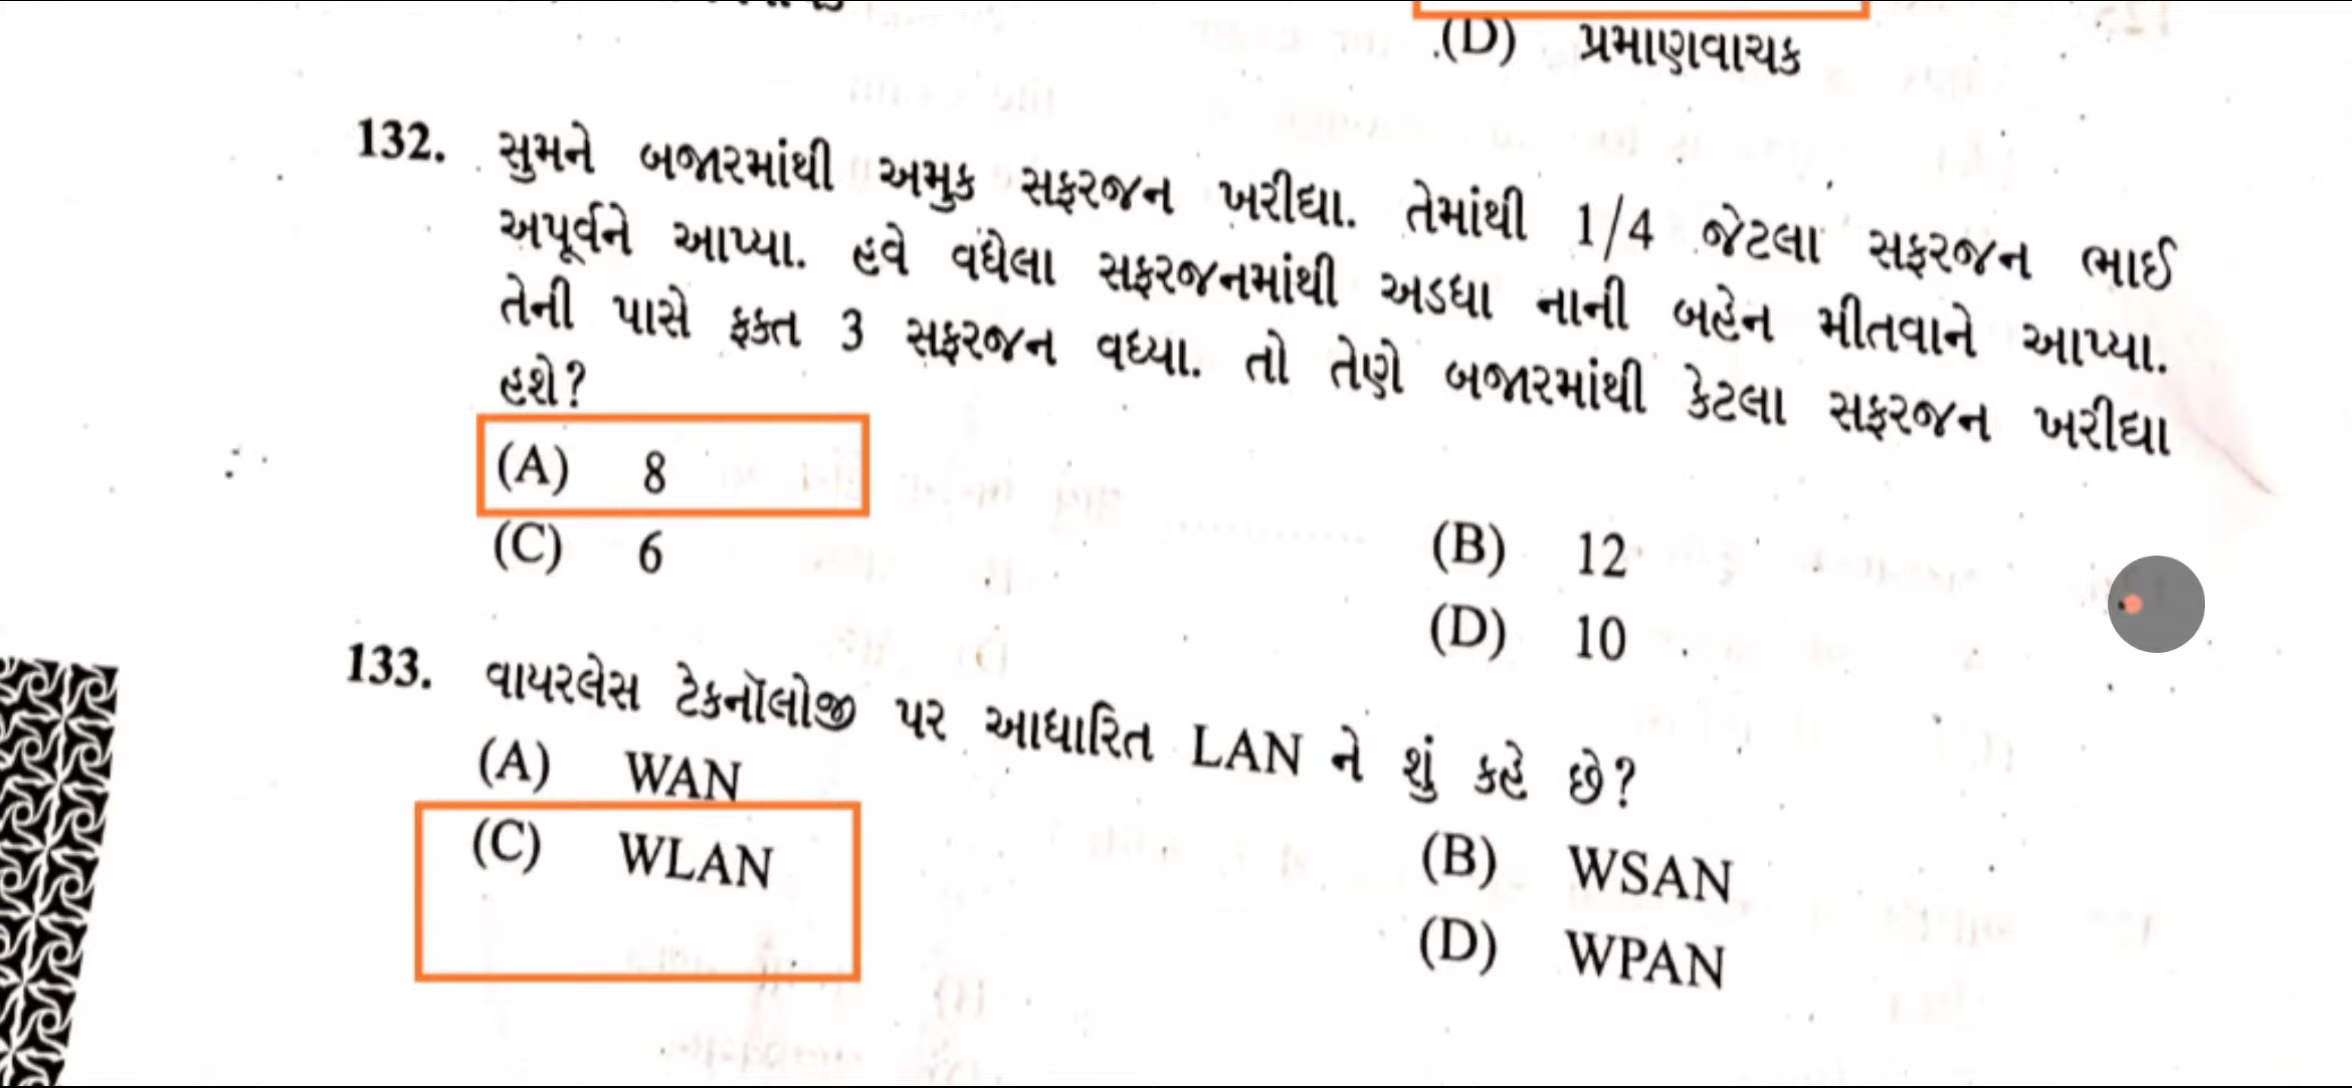 (D) પ્રમાણવાચક
132. સુમને બજારમાંથી અમુક સફરજન ખરીદ્યા. તેમાંથી 1/4 જેટલા સફરજન ભાઈ
અપૂર્વને આપ્યા. હવે વધેલા સફરજનમાંથી અડધા નાની બહેન મીતવાને આપ્યા.
તેની પાસે ફક્ત 3 સફરજન વધ્યા. તો તેણે બજારમાંથી કેટલા સફરજન ખરીદ્યા
હશે?
(A) 8
(B) 12
(C) 6
(D) 10
133. વાયરલેસ ટેકનૉલોજી પર આધારિત LAN ને શું કહે છે?
(A) WAN
(B) WSAN
(C) WLAN
(D) WPAN